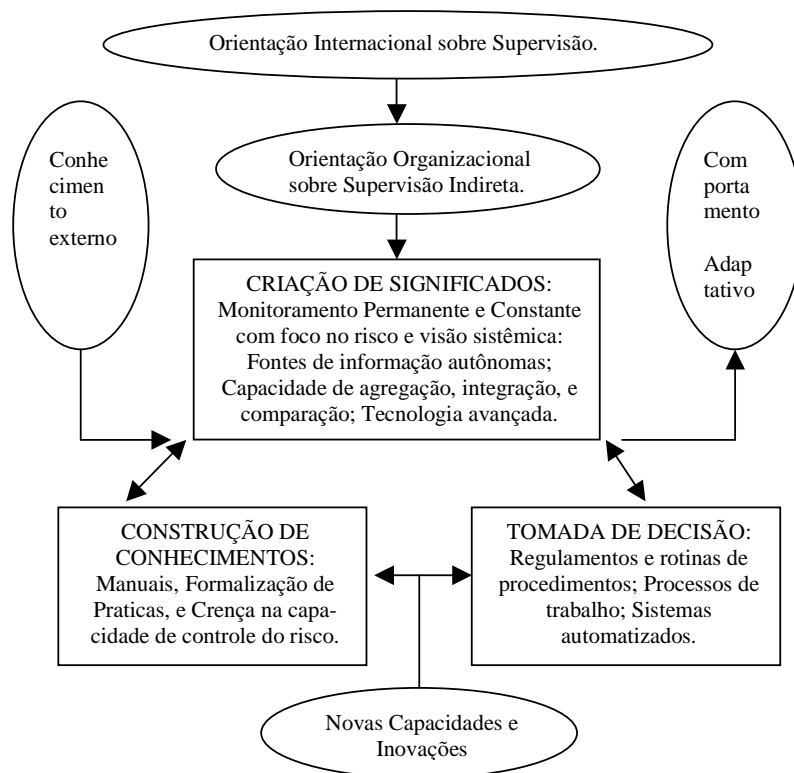 Orientação Internacional sobre Supervisão.
Conhe
cimen
to
externo
Orientação Organizacional
sobre Supervisão Indireta.
Com
porta
mento
Adap
tativo
CRIAÇÃO DE SIGNIFICADOS:
Monitoramento Permanente e Constante
com foco no risco e visão sistêmica:
Fontes de informação autônomas;
Capacidade de agregação, integração, e
comparação; Tecnologia avançada.
CONSTRUÇÃO DE
CONHECIMENTOS:
Manuais, Formalização de
Praticas, e Crença na capa-
cidade de controle do risco.
TOMADA DE DECISÃO:
Regulamentos e rotinas de
procedimentos; Processos de
trabalho; Sistemas
automatizados.
Novas Capacidades e
Inovações